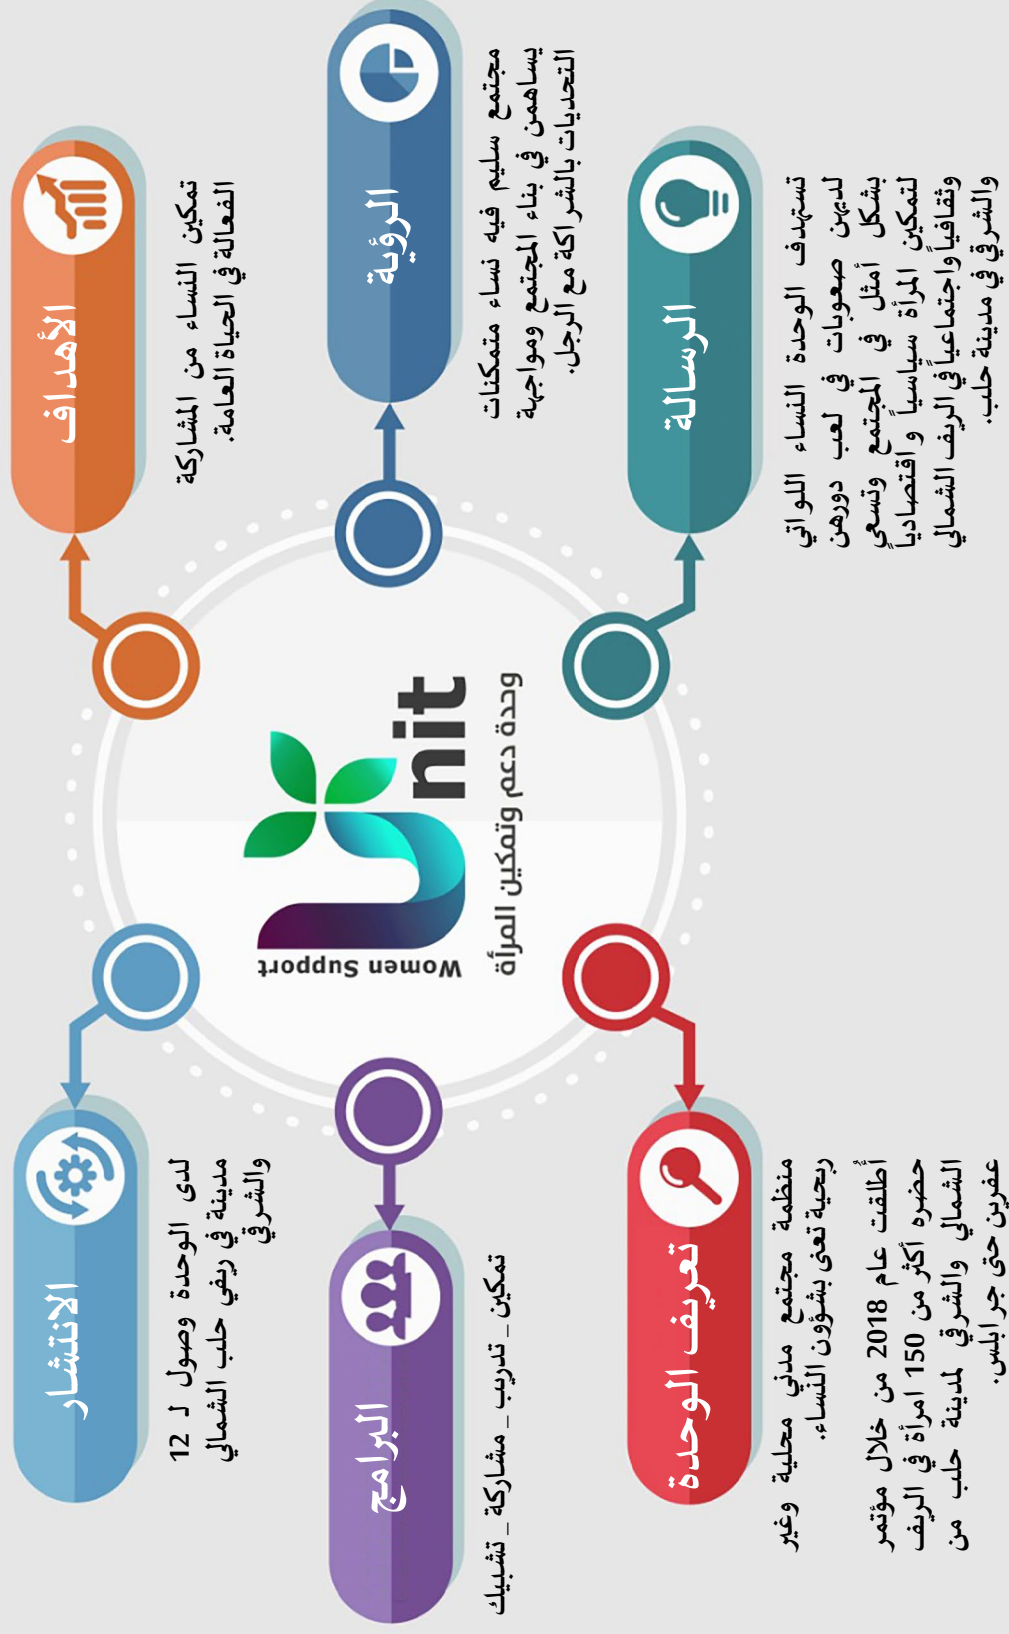 الأهداف
تمكين النساء من المشاركة
الفعالة في الحياة العامة.
الرؤية
مجتمع سليم فيه نساء متمكنات
يساهمن في بناء المجتمع ومواجهة
التحديات بالشراكة مع الرجل.
الرسالة
تستهدف الوحدة النساء اللواتي
لديهن صعوبات في لعب دورهن
بشكل أمثل في المجتمع وتسعى
لتمكين المرأة سياسياً واقتصادياً
وثقافياً واجتماعياً في الريف الشمالي
والشرقي في مدينة حلب.
Women Support
Unit
وحدة دعم وتمكين المرأة
الانتشار
لدى الوحدة وصول لـ 12
مدينة في ريفي حلب الشمالي
والشرقي
البرامج
تمكين _ تدريب _ مشاركة _ تشبيك
تعريف الوحدة
منظمة مجتمع مدني محلية وغير
ربحية تعنى بشؤون النساء.
أطلقت عام 2018 من خلال مؤتمر
حضره أكثر من 150 امرأة في الريف
الشمالي والشرقي لمدينة حلب من
عفرين حتى جرابلس.